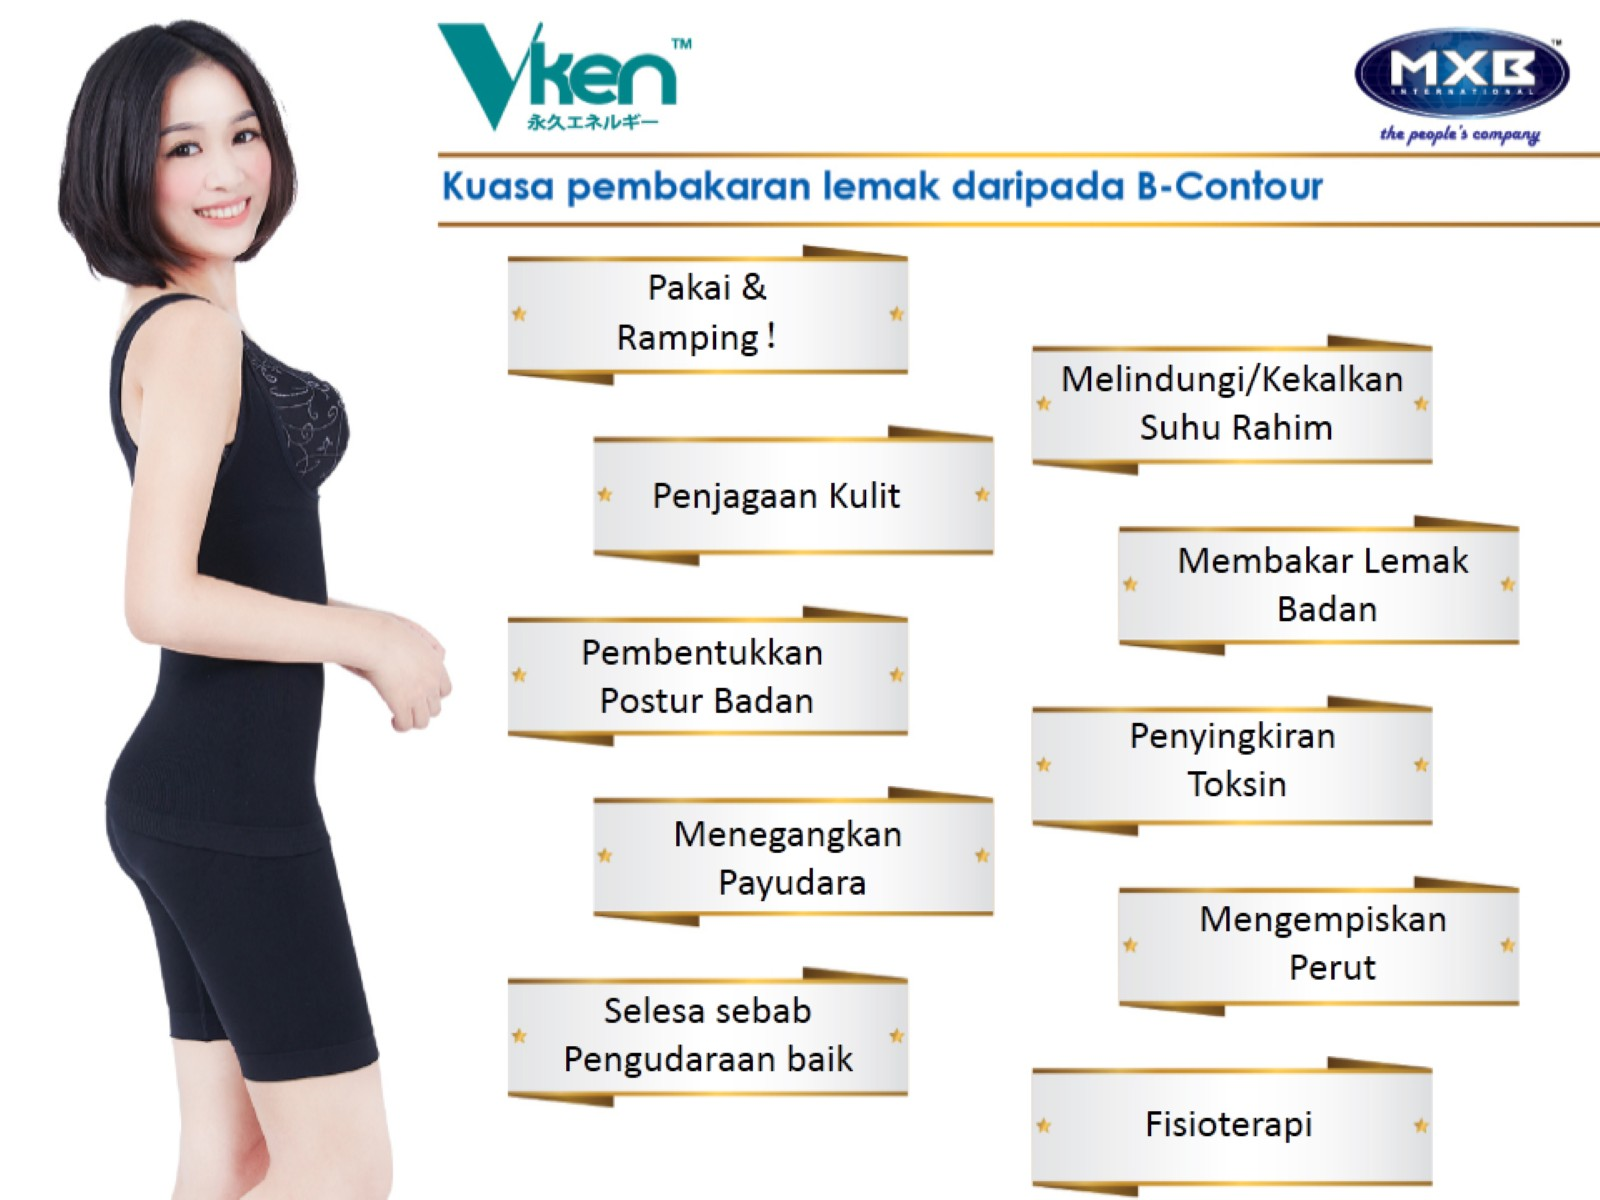 Vken™
永久エネルギー
MXB™
INTERNATIONAL
the people's company
Kuasa pembakaran lemak daripada B-Contour
Pakai &
Ramping!
Melindungi/Kekalkan
Suhu Rahim
Penjagaan Kulit
Membakar Lemak
Badan
Pembentukkan
Postur Badan
Penyingkiran
Toksin
Menegangkan
Payudara
Mengempiskan
Perut
Selesa sebab
Pengudaraan baik
Fisioterapi